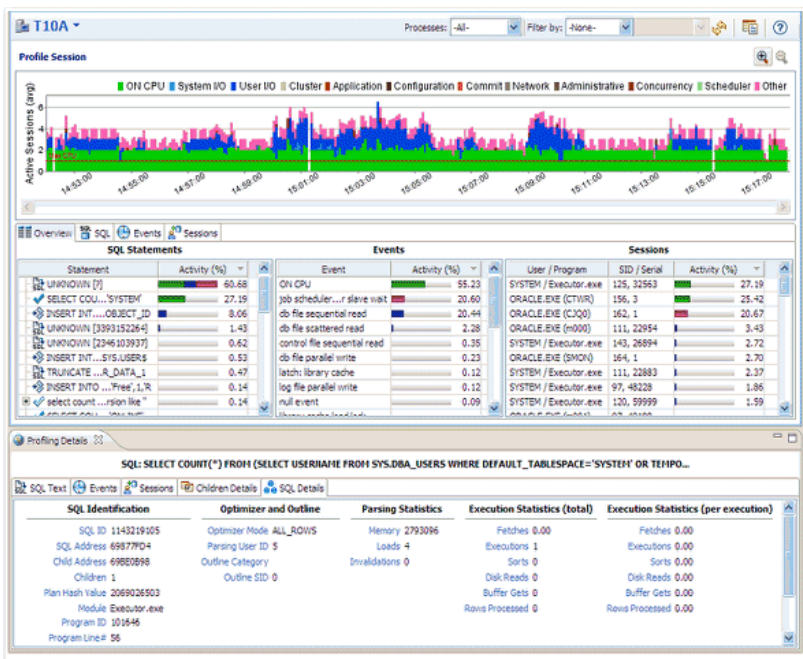 T10A
Processes: -All- Filter by: -None-
Profile Session
ON CPU System I/O User I/O Cluster Application Configuration Commit Network Administrative Concurrency Scheduler Other
Active Sessions (avg)
6
4
2
0
14:53:00 14:55:00 14:57:00 14:59:00 15:01:00 15:03:00 15:05:00 15:07:00 15:09:00 15:11:00 15:13:00 15:15:00 15:17:00
Overview SQL Events Sessions
SQL Statements Events Sessions
Statement Activity (%) Event Activity (%) User / Program SID / Serial Activity (%)
UNKNOWN [?] 60.68 ON CPU 55.23 SYSTEM / Executor.exe 125, 32563 27.19
SELECT COU...'SYSTEM' 27.19 job scheduler...r slave wait 20.60 ORACLE.EXE (CTWR) 156, 3 25.42
INSERT INT....OBJECT_ID 8.06 db file sequential read 20.44 ORACLE.EXE (CJQ0) 162, 1 20.67
UNKNOWN [3393152264] 1.43 db file scattered read 2.28 ORACLE.EXE (m000) 111, 22954 3.43
UNKNOWN [2346103937] 0.62 control file sequential read 0.35 SYSTEM / Executor.exe 143, 26894 2.72
INSERT INT...SYS.USER$ 0.53 db file parallel write 0.23 ORACLE.EXE (SMON) 164, 1 2.70
TRUNCATE ...R_DATA_1 0.47 latch: library cache 0.12 SYSTEM / Executor.exe 111, 22883 2.37
INSERT INTO ...'Free',1,'R 0.14 log file parallel write 0.12 SYSTEM / Executor.exe 97, 48228 1.86
select count ...rsion like '' 0.14 null event 0.09 SYSTEM / Executor.exe 120, 59999 1.59
Profiling Details
SQL: SELECT COUNT(*) FROM (SELECT USERNAME FROM SYS.DBA_USERS WHERE DEFAULT_TABLESPACE='SYSTEM' OR TEMPO...
SQL Text Events Sessions Children Details SQL Details
SQL Identification Optimizer and Outline Parsing Statistics Execution Statistics (total) Execution Statistics (per execution)
SQL ID 1143219105 Optimizer Mode ALL_ROWS Memory 2793096 Fetches 0.00 Fetches 0.00
SQL Address 69877FD4 Parsing User ID 5 Loads 4 Executions 1 Executions 0.00
Child Address 69BE0B98 Outline Category Invalidations 0 Sorts 0 Sorts 0.00
Children 1 Outline SID 0 Disk Reads 0 Disk Reads 0.00
Plan Hash Value 2069026503 Buffer Gets 0 Buffer Gets 0.00
Module Executor.exe Rows Processed 0 Rows Processed 0.00
Program ID 101646
Program Line# 56